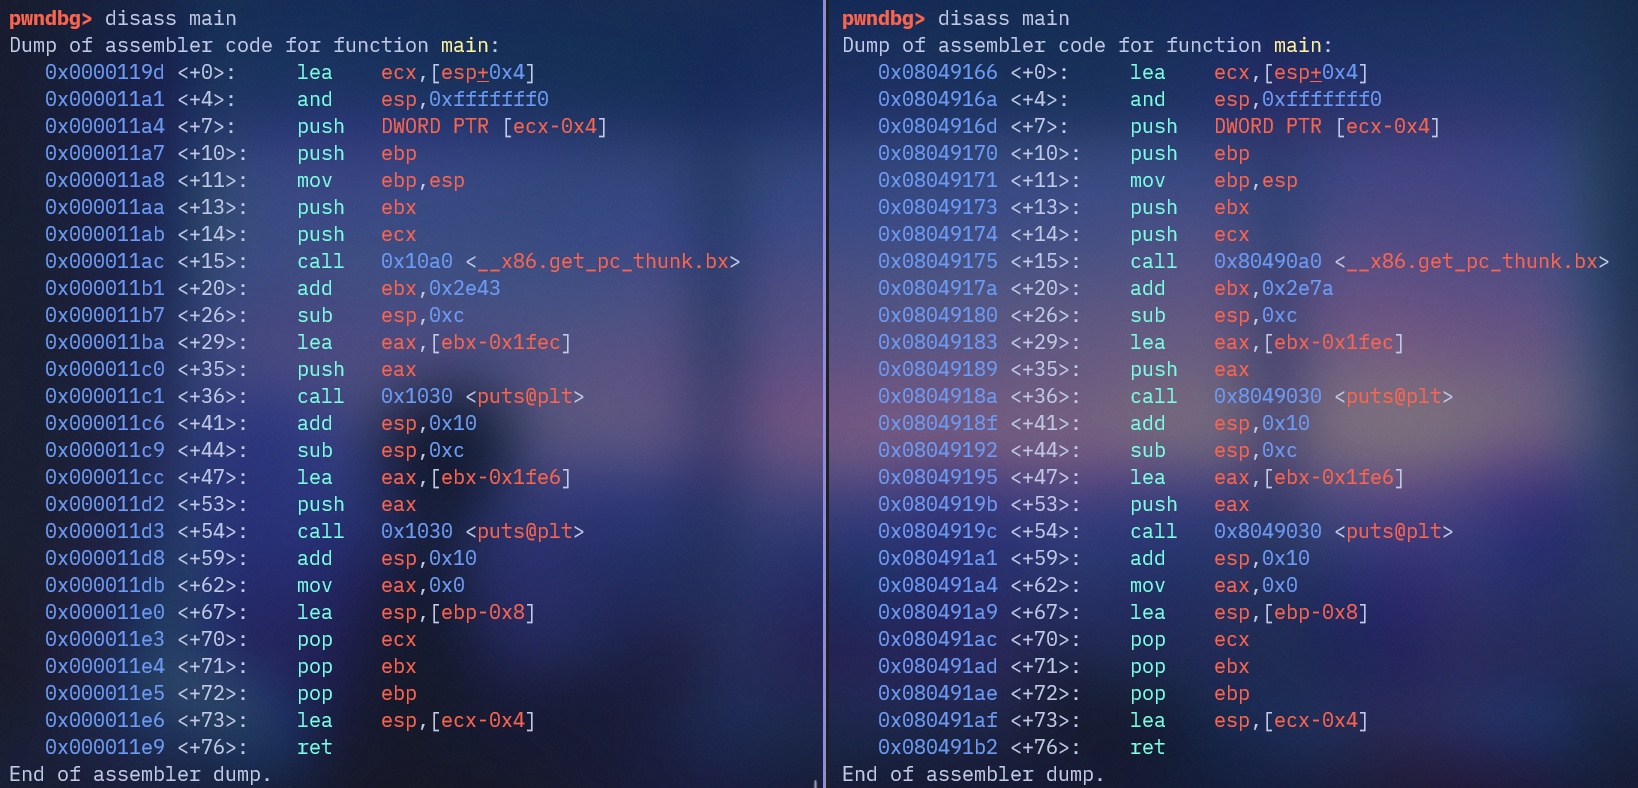 pwndbg> disass main
Dump of assembler code for function main:
   0x0000119d <+0>:     lea    ecx,[esp+0x4]
   0x000011a1 <+4>:     and    esp,0xfffffff0
   0x000011a4 <+7>:     push   DWORD PTR [ecx-0x4]
   0x000011a7 <+10>:    push   ebp
   0x000011a8 <+11>:    mov    ebp,esp
   0x000011aa <+13>:    push   ebx
   0x000011ab <+14>:    push   ecx
   0x000011ac <+15>:    call   0x10a0 <__x86.get_pc_thunk.bx>
   0x000011b1 <+20>:    add    ebx,0x2e43
   0x000011b7 <+26>:    sub    esp,0xc
   0x000011ba <+29>:    lea    eax,[ebx-0x1fec]
   0x000011c0 <+35>:    push   eax
   0x000011c1 <+36>:    call   0x1030 <puts@plt>
   0x000011c6 <+41>:    add    esp,0x10
   0x000011c9 <+44>:    sub    esp,0xc
   0x000011cc <+47>:    lea    eax,[ebx-0x1fe6]
   0x000011d2 <+53>:    push   eax
   0x000011d3 <+54>:    call   0x1030 <puts@plt>
   0x000011d8 <+59>:    add    esp,0x10
   0x000011db <+62>:    mov    eax,0x0
   0x000011e0 <+67>:    lea    esp,[ebp-0x8]
   0x000011e3 <+70>:    pop    ecx
   0x000011e4 <+71>:    pop    ebx
   0x000011e5 <+72>:    pop    ebp
   0x000011e6 <+73>:    lea    esp,[ecx-0x4]
   0x000011e9 <+76>:    ret
End of assembler dump.
pwndbg> disass main
Dump of assembler code for function main:
   0x08049166 <+0>:     lea    ecx,[esp+0x4]
   0x0804916a <+4>:     and    esp,0xfffffff0
   0x0804916d <+7>:     push   DWORD PTR [ecx-0x4]
   0x08049170 <+10>:    push   ebp
   0x08049171 <+11>:    mov    ebp,esp
   0x08049173 <+13>:    push   ebx
   0x08049174 <+14>:    push   ecx
   0x08049175 <+15>:    call   0x80490a0 <__x86.get_pc_thunk.bx>
   0x0804917a <+20>:    add    ebx,0x2e7a
   0x08049180 <+26>:    sub    esp,0xc
   0x08049183 <+29>:    lea    eax,[ebx-0x1fec]
   0x08049189 <+35>:    push   eax
   0x0804918a <+36>:    call   0x8049030 <puts@plt>
   0x0804918f <+41>:    add    esp,0x10
   0x08049192 <+44>:    sub    esp,0xc
   0x08049195 <+47>:    lea    eax,[ebx-0x1fe6]
   0x0804919b <+53>:    push   eax
   0x0804919c <+54>:    call   0x8049030 <puts@plt>
   0x080491a1 <+59>:    add    esp,0x10
   0x080491a4 <+62>:    mov    eax,0x0
   0x080491a9 <+67>:    lea    esp,[ebp-0x8]
   0x080491ac <+70>:    pop    ecx
   0x080491ad <+71>:    pop    ebx
   0x080491ae <+72>:    pop    ebp
   0x080491af <+73>:    lea    esp,[ecx-0x4]
   0x080491b2 <+76>:    ret
End of assembler dump.